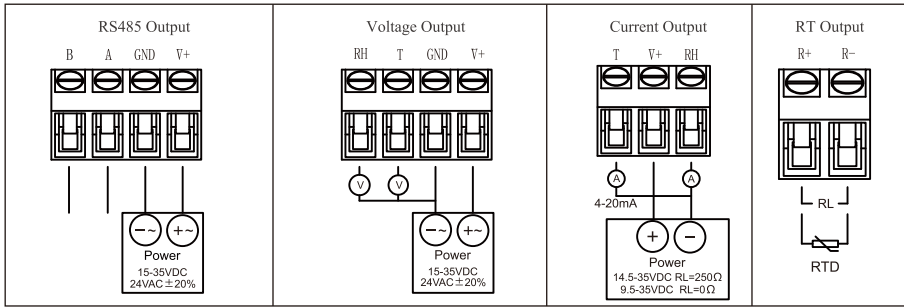 RS485 Output
B A GND V+
−~ +~
Power
15-35VDC
24VAC±20%
Voltage Output
RH T GND V+
V V
−~ +~
Power
15-35VDC
24VAC±20%
Current Output
T V+ RH
A A
4-20mA
+ −
Power
14.5-35VDC RL=250Ω
9.5-35VDC RL=0Ω
RT Output
R+ R-
RL
RTD